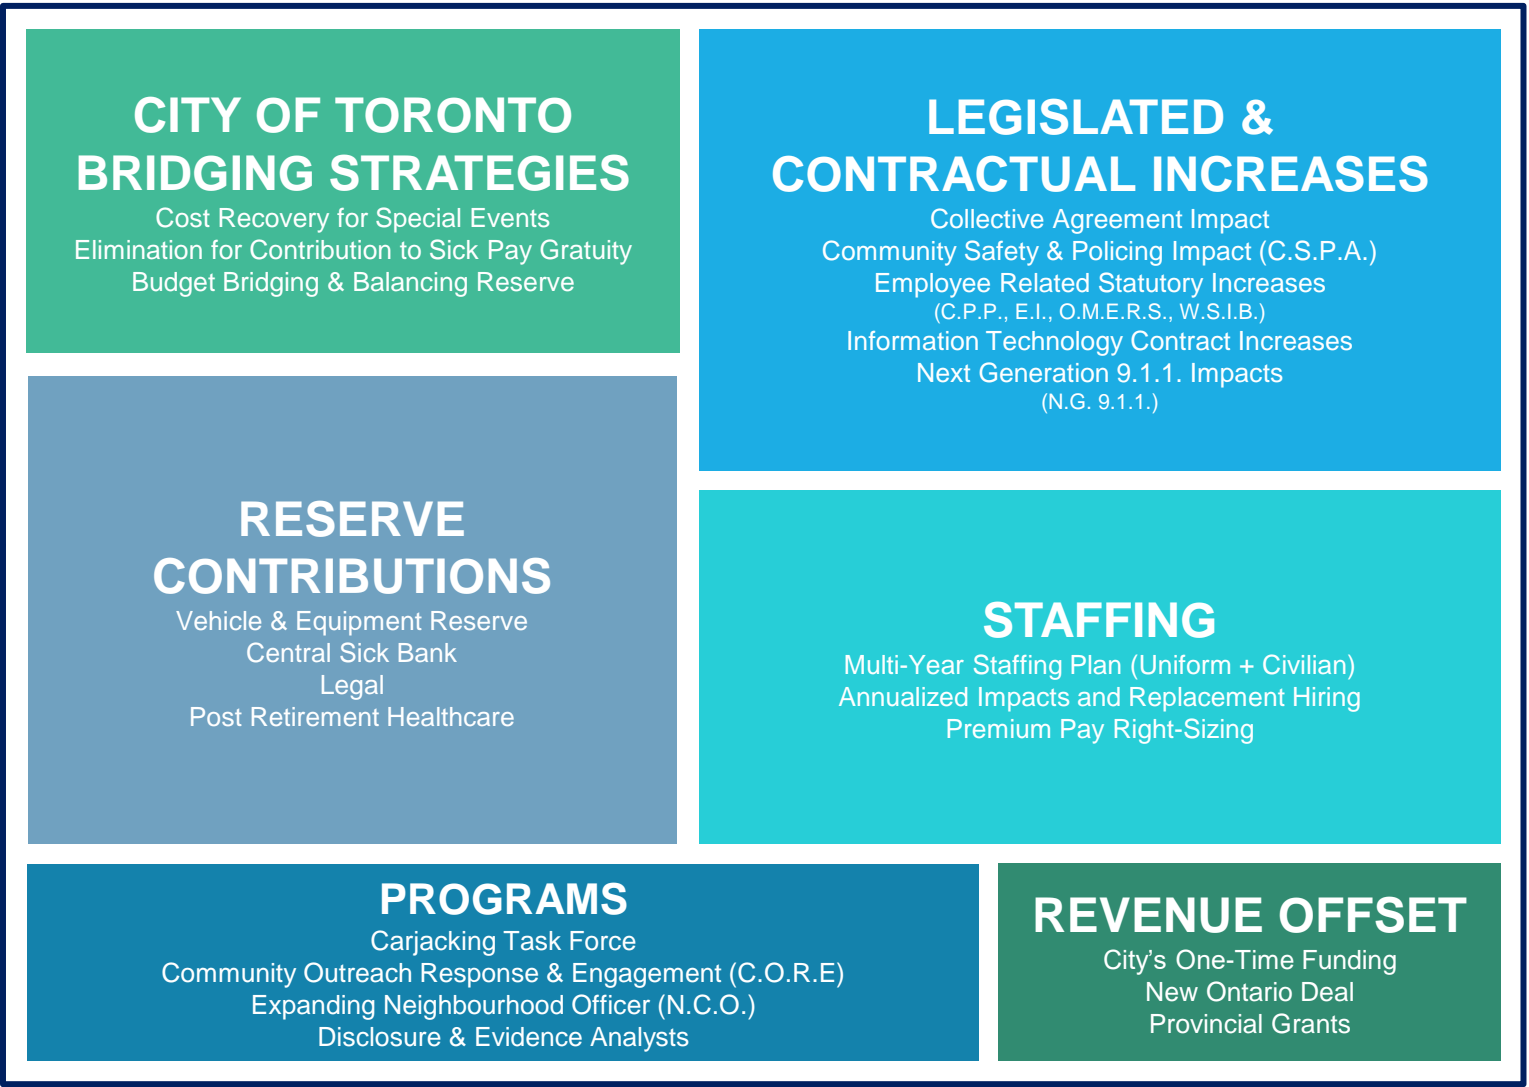 CITY OF TORONTO
BRIDGING STRATEGIES
Cost Recovery for Special Events
Elimination for Contribution to Sick Pay Gratuity
Budget Bridging & Balancing Reserve
LEGISLATED &
CONTRACTUAL INCREASES
Collective Agreement Impact
Community Safety & Policing Impact (C.S.P.A.)
Employee Related Statutory Increases
(C.P.P., E.I., O.M.E.R.S., W.S.I.B.)
Information Technology Contract Increases
Next Generation 9.1.1. Impacts
(N.G. 9.1.1.)
RESERVE
CONTRIBUTIONS
Vehicle & Equipment Reserve
Central Sick Bank
Legal
Post Retirement Healthcare
STAFFING
Multi-Year Staffing Plan (Uniform + Civilian)
Annualized Impacts and Replacement Hiring
Premium Pay Right-Sizing
PROGRAMS
Carjacking Task Force
Community Outreach Response & Engagement (C.O.R.E)
Expanding Neighbourhood Officer (N.C.O.)
Disclosure & Evidence Analysts
REVENUE OFFSET
City’s One-Time Funding
New Ontario Deal
Provincial Grants